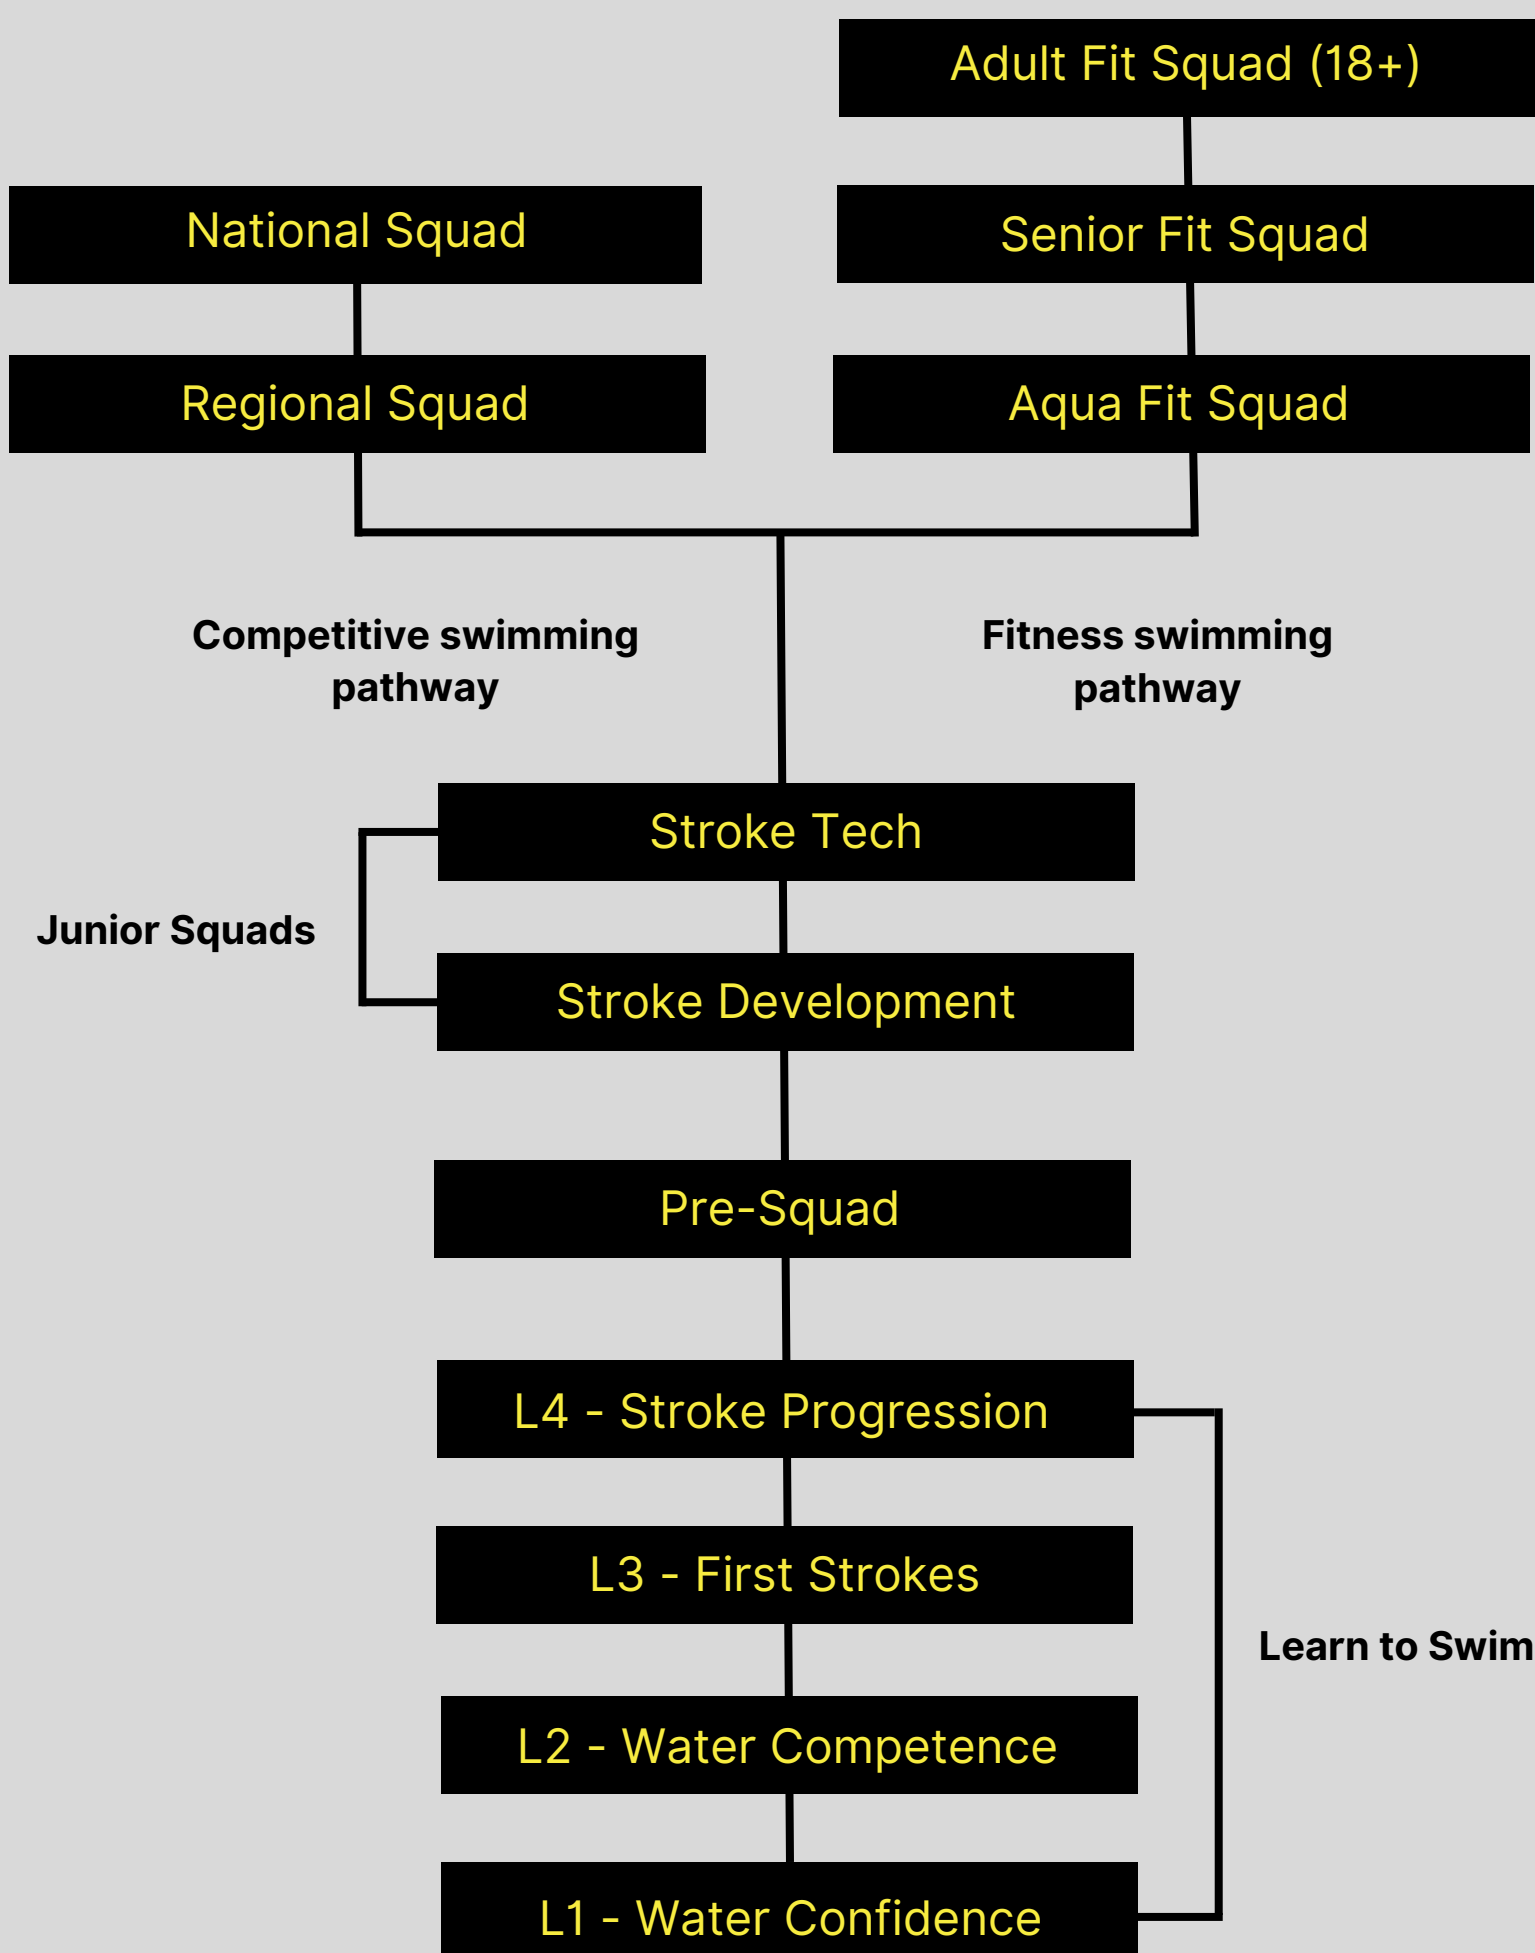 Adult Fit Squad (18+)
National Squad
Senior Fit Squad
Regional Squad
Aqua Fit Squad
Competitive swimming
pathway
Fitness swimming
pathway
Stroke Tech
Junior Squads
Stroke Development
Pre-Squad
L4 - Stroke Progression
L3 - First Strokes
Learn to Swim
L2 - Water Competence
L1 - Water Confidence